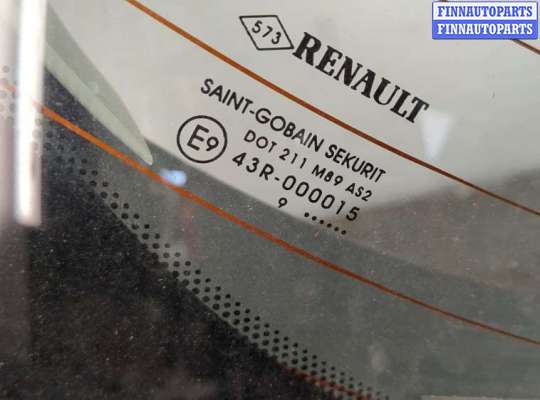 FINNAUTOPARTS
FINNAUTOPARTS
573 RENAULT
SAINT-GOBAIN SEKURIT
DOT 211 M89 AS2
E9 43R-000015
9 ......